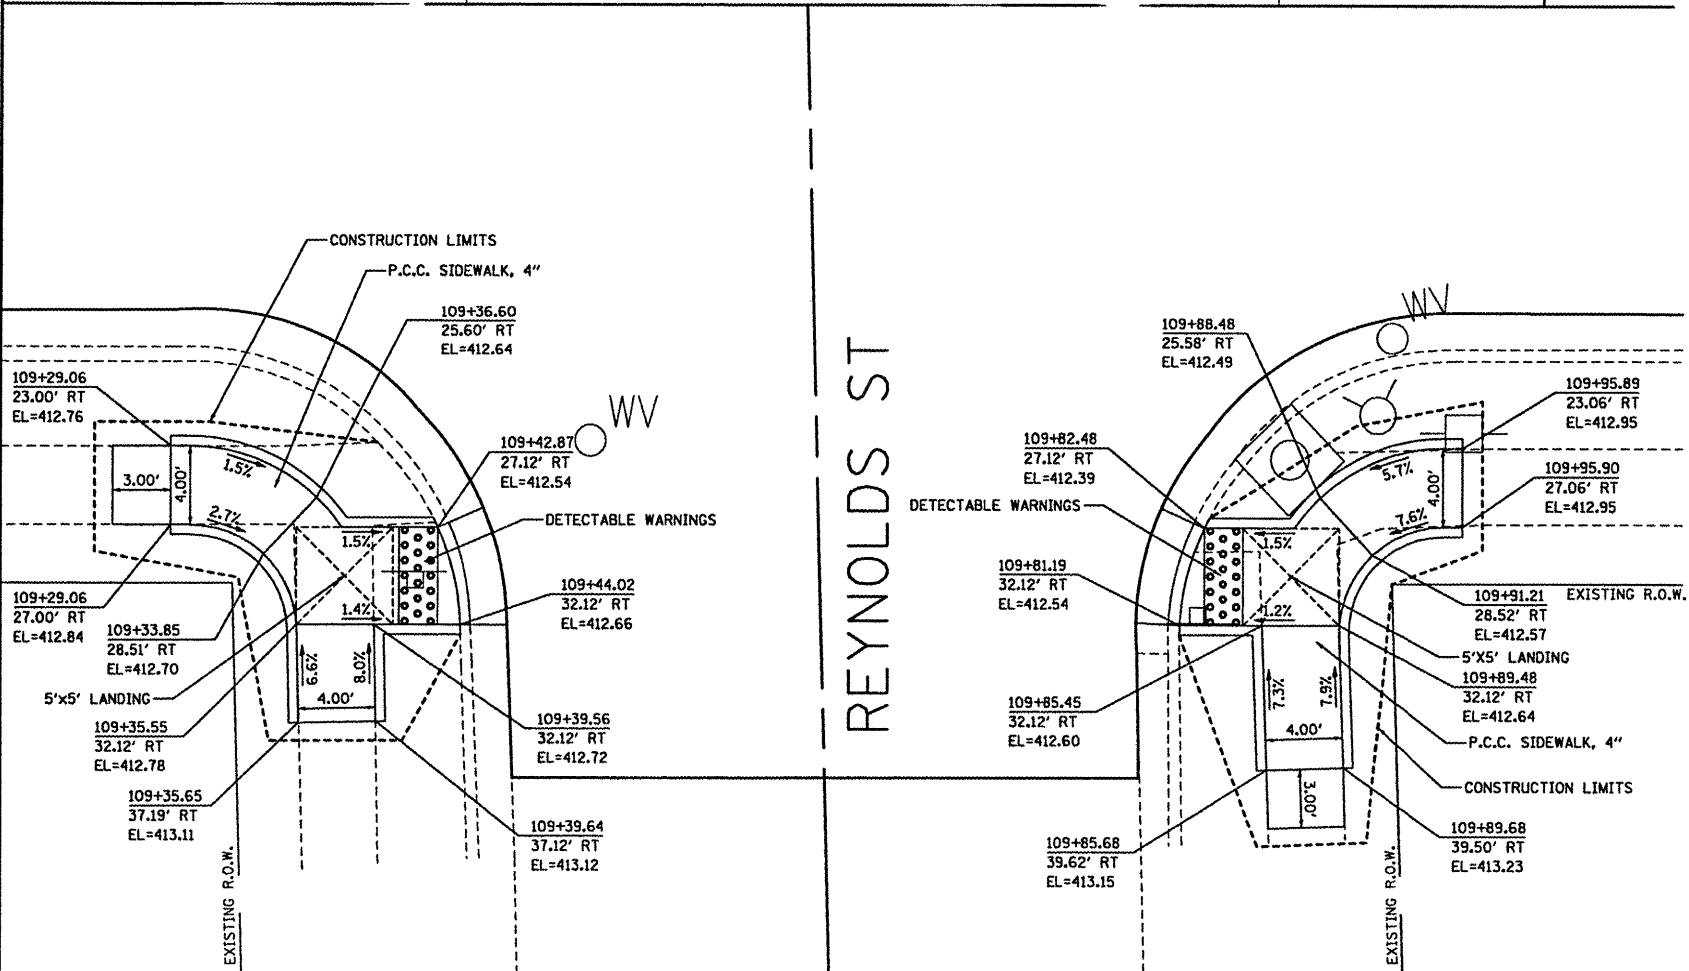 CONSTRUCTION LIMITS
P.C.C. SIDEWALK, 4"
109+36.60
25.60' RT
EL=412.64
109+29.06
23.00' RT
EL=412.76
WV
109+42.87
27.12' RT
EL=412.54
3.00'
4.00'
1.5%
2.7%
1.5%
1.4%
DETECTABLE WARNINGS
109+44.02
32.12' RT
EL=412.66
109+29.06
27.00' RT
EL=412.84
109+33.85
28.51' RT
EL=412.70
5'x5' LANDING
6.6%
8.0%
4.00'
109+35.55
32.12' RT
EL=412.78
109+39.56
32.12' RT
EL=412.72
109+35.65
37.19' RT
EL=413.11
109+39.64
37.12' RT
EL=413.12
EXISTING R.O.W.
REYNOLDS ST
WV
109+88.48
25.58' RT
EL=412.49
109+95.89
23.06' RT
EL=412.95
109+82.48
27.12' RT
EL=412.39
109+95.90
27.06' RT
EL=412.95
DETECTABLE WARNINGS
5.7%
4.00'
7.6%
1.5%
1.2%
109+81.19
32.12' RT
EL=412.54
109+91.21
28.52' RT
EL=412.57
EXISTING R.O.W.
5'X5' LANDING
109+89.48
32.12' RT
EL=412.64
7.3%
7.9%
4.00'
109+85.45
32.12' RT
EL=412.60
P.C.C. SIDEWALK, 4"
CONSTRUCTION LIMITS
3.00'
109+85.68
39.62' RT
EL=413.15
109+89.68
39.50' RT
EL=413.23
EXISTING R.O.W.